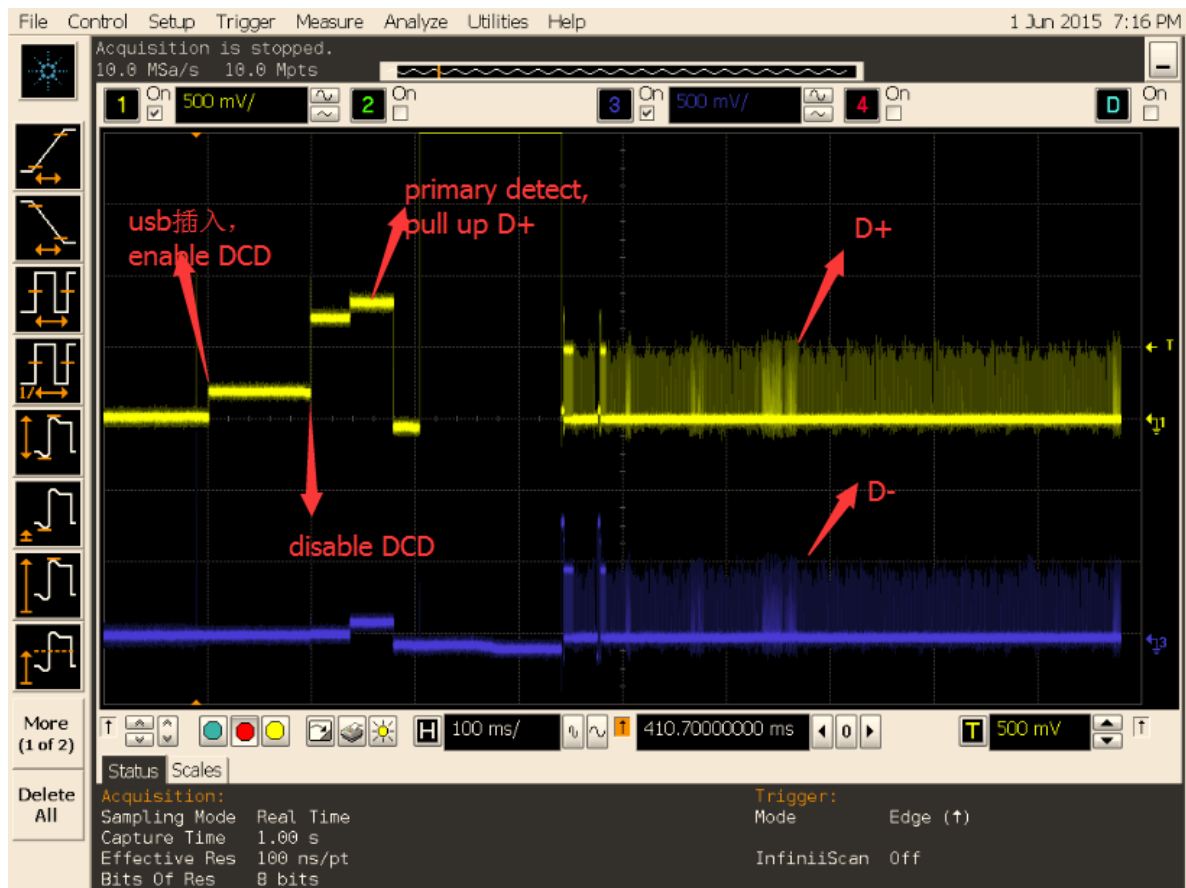 File Control Setup Trigger Measure Analyze Utilities Help 1 Jun 2015 7:16 PM
Acquisition is stopped.
10.0 MSa/s 10.0 Mpts
1 On 500 mV/ 2 On 3 On 500 mV/ 4 On D On
primary detect,
pull up D+
usb插入，
enable DCD
D+
T
1/
1
D-
disable DCD
3
More
(1 of 2)
H 100 ms/ 410.70000000 ms 0 T 500 mV
Status Scales
Delete
All
Acquisition:
Sampling Mode Real Time
Capture Time 1.00 s
Effective Res 100 ns/pt
Bits Of Res 8 bits
Trigger:
Mode Edge (↑)
InfiniiScan Off